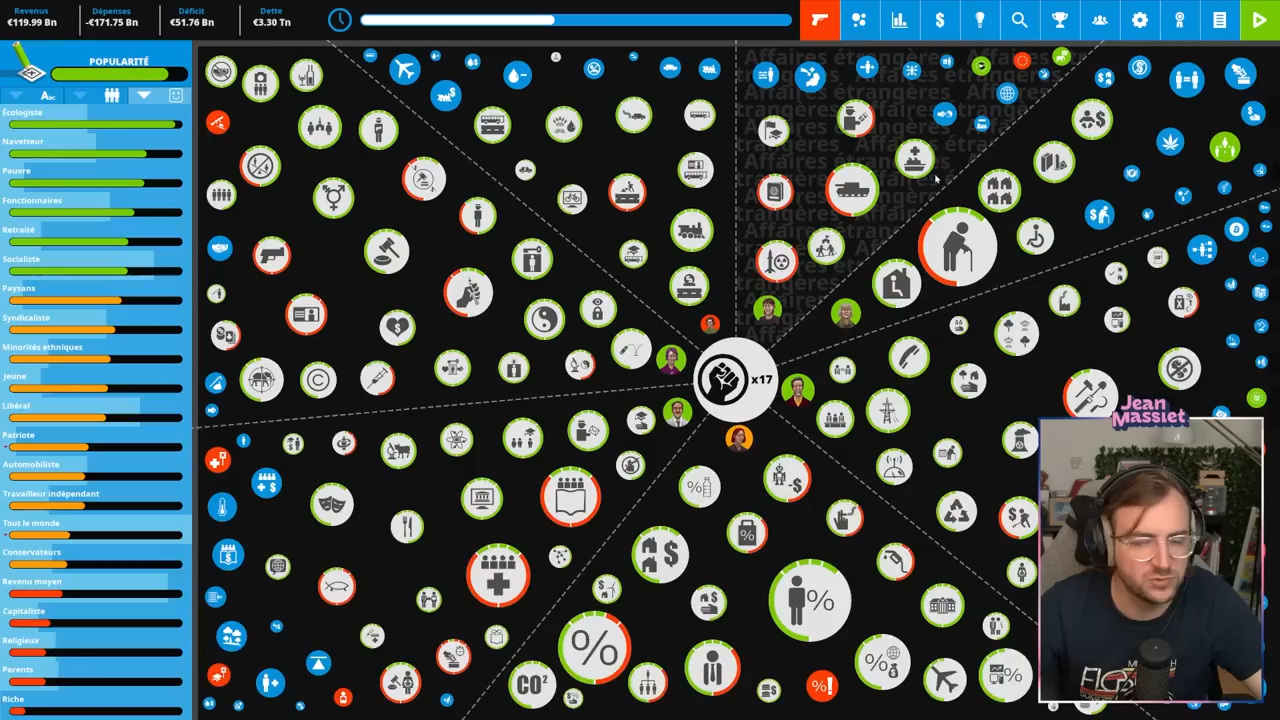 Revenus
€119.99 Bn
Dépenses
-€171.75 Bn
Déficit
€51.76 Bn
Dette
€3.30 Tn
POPULARITÉ
ABC
Écologiste
Navetteur
Pauvre
Fonctionnaires
Retraité
Socialiste
Paysans
Syndicaliste
Minorités ethniques
Jeune
Libéral
Patriote
Automobiliste
Travailleur indépendant
Tout le monde
Conservateurs
Revenu moyen
Capitaliste
Religieux
Parents
Riche
Affaires étrangères
x17
CO²
Jean
Massiet